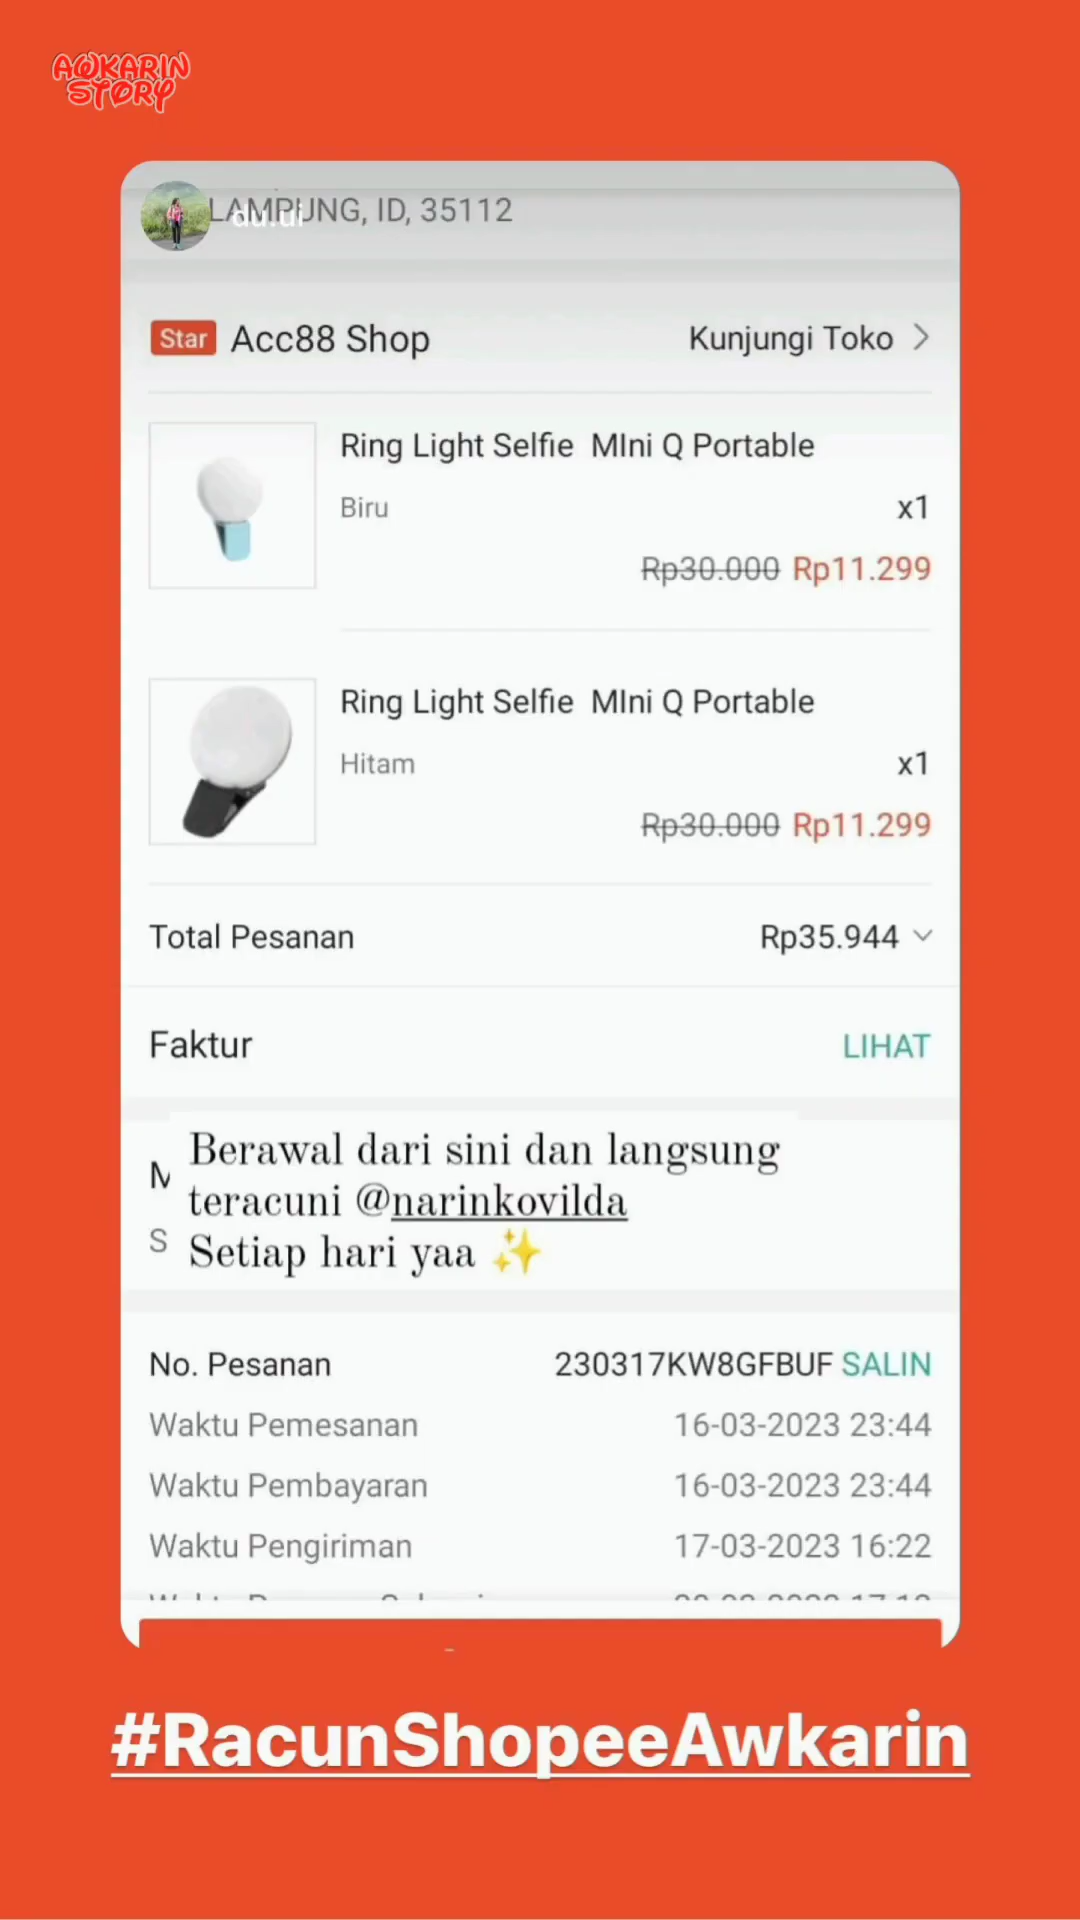 AWKARIN
STORY
LAMPUNG, ID, 35112
du.ui
Star Acc88 Shop Kunjungi Toko
Ring Light Selfie MIni Q Portable
Biru x1
Rp30.000 Rp11.299
Ring Light Selfie MIni Q Portable
Hitam x1
Rp30.000 Rp11.299
Total Pesanan Rp35.944
Faktur LIHAT
Berawal dari sini dan langsung
teracuni @narinkovilda
Setiap hari yaa ✨
No. Pesanan 230317KW8GFBUF SALIN
Waktu Pemesanan 16-03-2023 23:44
Waktu Pembayaran 16-03-2023 23:44
Waktu Pengiriman 17-03-2023 16:22
#RacunShopeeAwkarin